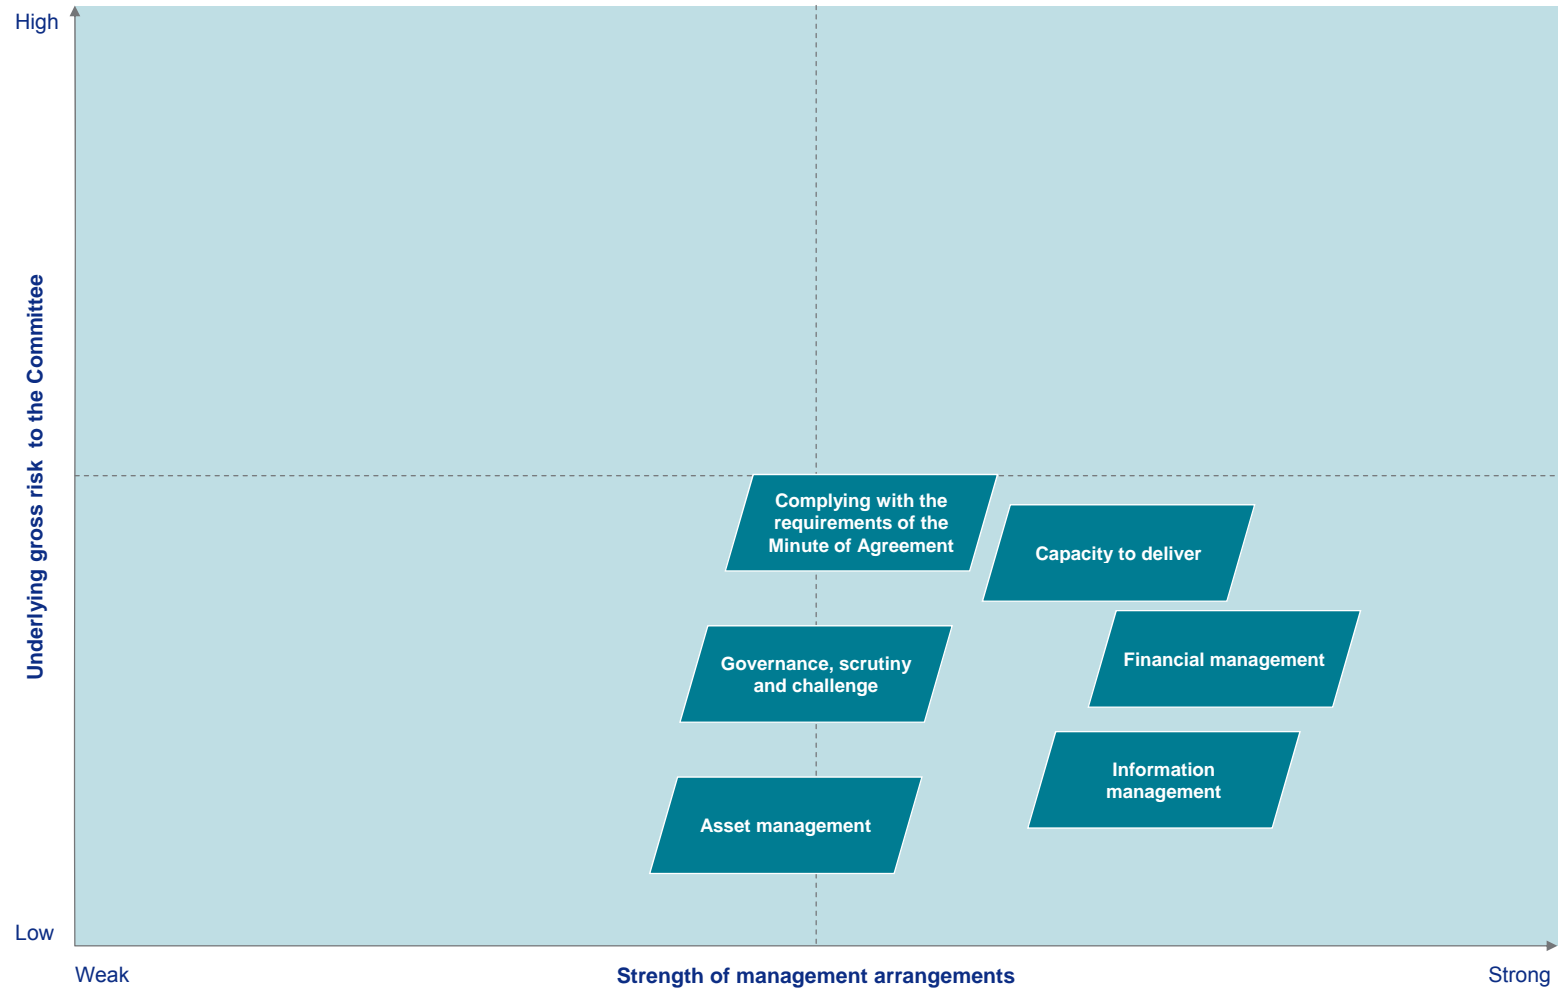 High
Underlying gross risk to the Committee
Complying with the
requirements of the
Minute of Agreement
Capacity to deliver
Governance, scrutiny
and challenge
Financial management
Information
management
Asset management
Low
Weak
Strength of management arrangements
Strong